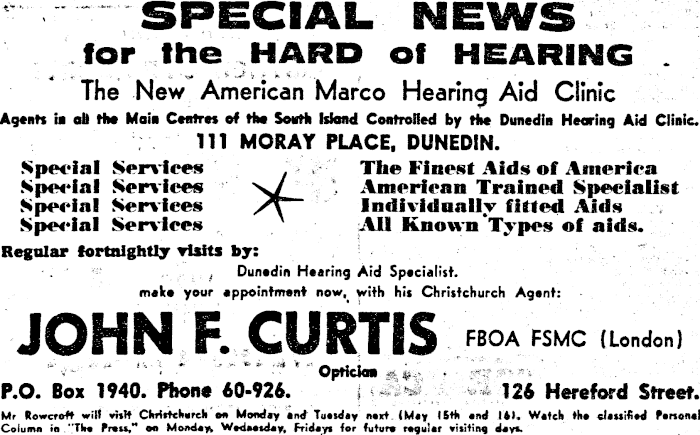 SPECIAL NEWS
for the HARD of HEARING
The New American Marco Hearing Aid Clinic
Agents in all the Main Centres of the South Island Controlled by the Dunedin Hearing Aid Clinic.
111 MORAY PLACE, DUNEDIN.
Special Services The Finest Aids of America
Special Services American Trained Specialist
Special Services Individually fitted Aids
Special Services All Known Types of aids.
Regular fortnightly visits by:
Dunedin Hearing Aid Specialist.
make your appointment now, with his Christchurch Agent:
JOHN F. CURTIS FBOA FSMC (London)
Optician
P.O. Box 1940. Phone 60-926. 126 Hereford Street.
Mr Rowcroft will visit Christchurch on Monday and Tuesday next (May 15th and 16). Watch the classified Personal
Column in "The Press," on Monday, Wednesday, Fridays for future regular visiting days.